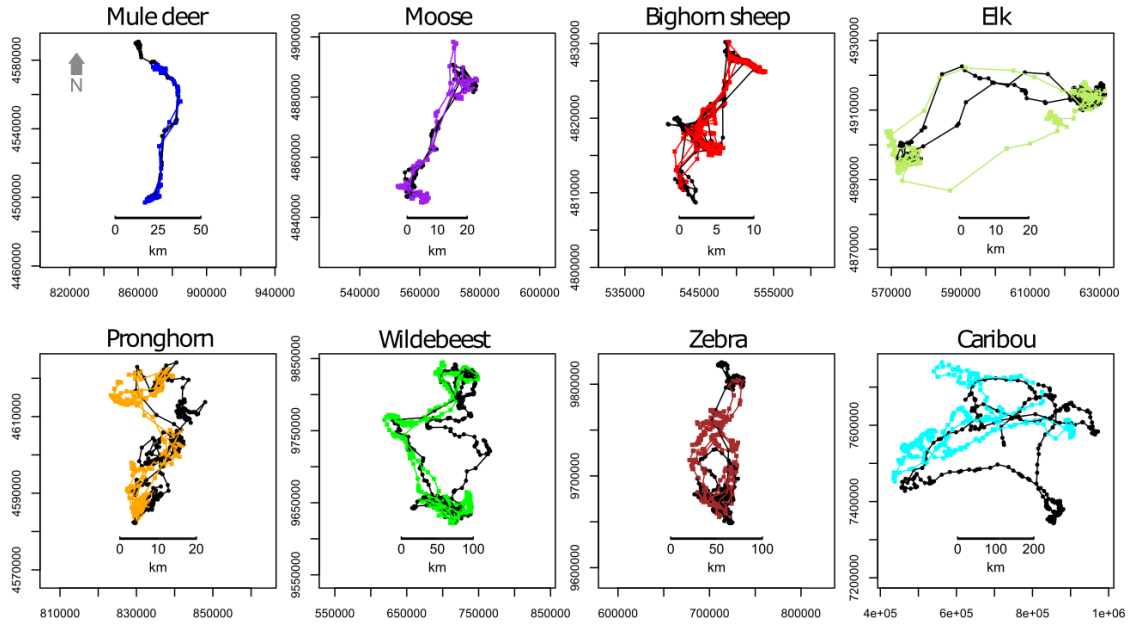 Mule deer
4580000
4540000
4500000
4460000
N
0 25 50
km
820000 860000 900000 940000
Moose
4900000
4880000
4860000
4840000
0 10 20
km
540000 560000 580000 600000
Bighorn sheep
4830000
4820000
4810000
4800000
0 5 10
km
535000 545000 555000
Elk
4930000
4910000
4890000
4870000
0 10 20
km
570000 590000 610000 630000
Pronghorn
4610000
4590000
4570000
0 10 20
km
810000 830000 850000
Wildebeest
9850000
9750000
9650000
9550000
0 50 100
km
550000 650000 750000 850000
Zebra
9800000
9700000
9600000
0 50 100
km
600000 700000 800000
Caribou
7600000
7400000
7200000
0 100 200
km
4e+05 6e+05 8e+05 1e+06